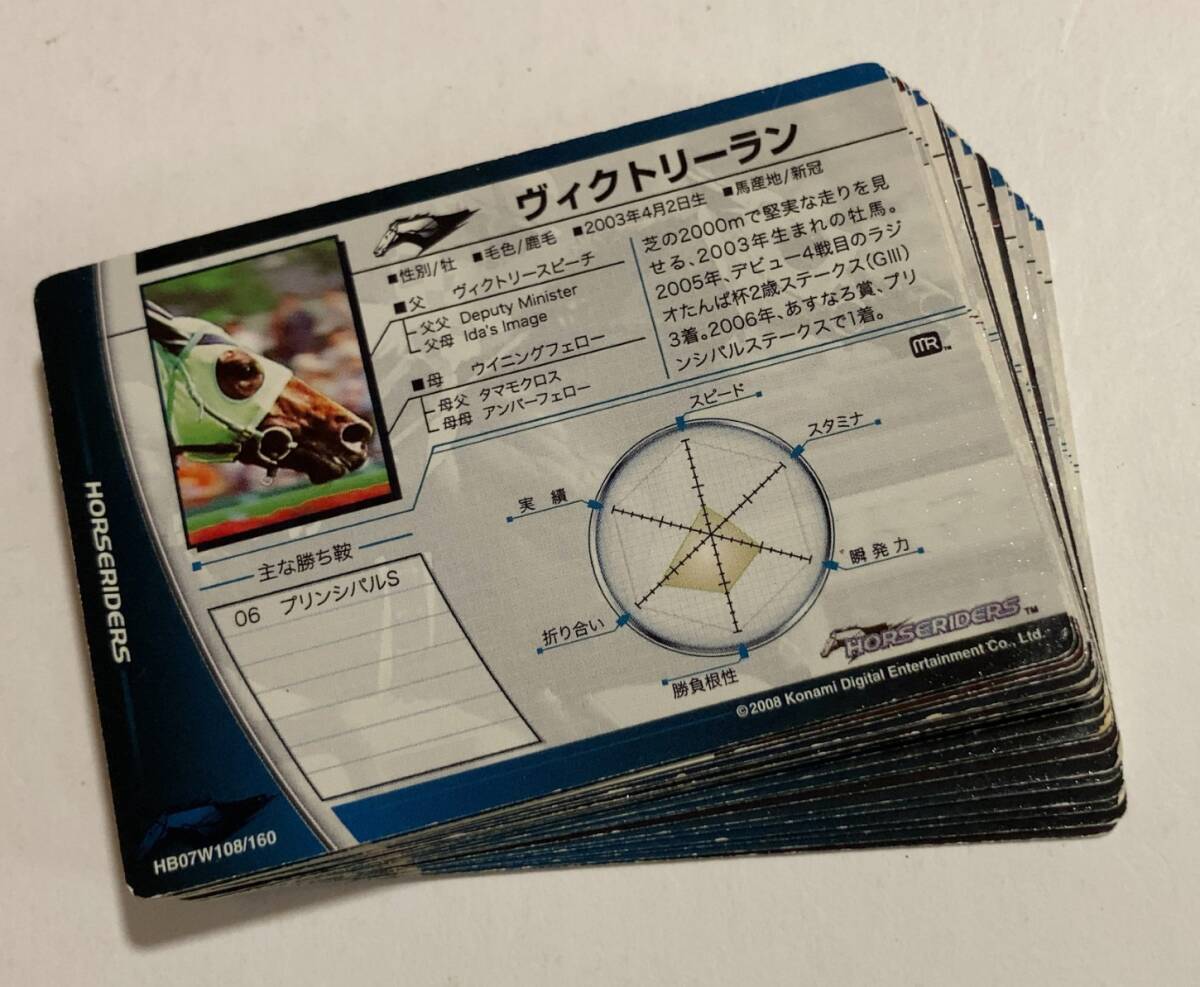 ヴィクトリーラン
■性別/牡 ■毛色/鹿毛 ■2003年4月2日生 ■馬産地/新冠
■父 ヴィクトリースピーチ
父父 Deputy Minister
父母 Ida's Image
■母 ウイニングフェロー
母父 タマモクロス
母母 アンバーフェロー
芝の2000mで堅実な走りを見
せる、2003年生まれの牡馬。
2005年、デビュー4戦目のラジ
オたんぱ杯2歳ステークス(GIII)
3着。2006年、あすなろ賞、プリ
ンシパルステークスで1着。
MR™
スピード
スタミナ
瞬発力
勝負根性
折り合い
実績
主な勝ち鞍
06 プリンシパルS
HORSERIDERS
HORSERIDERS™
©2008 Konami Digital Entertainment Co., Ltd.
HB07W108/160